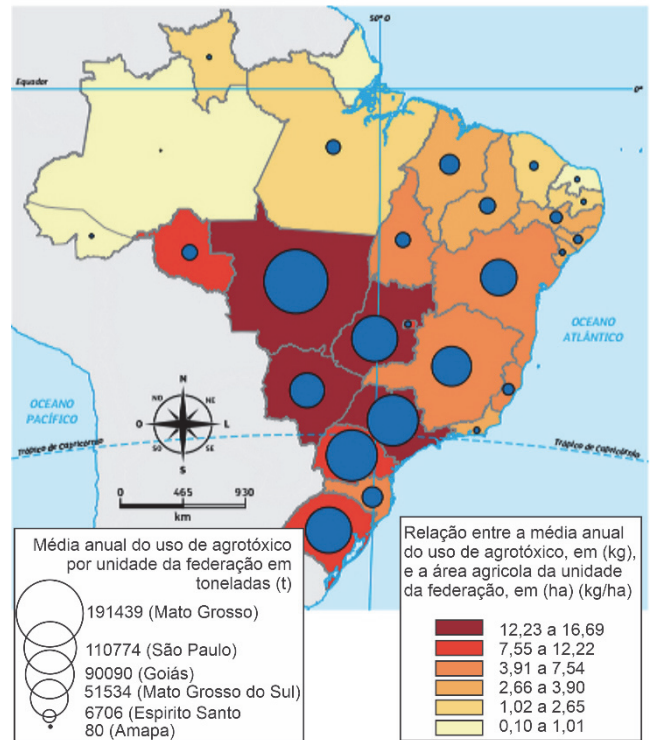 50° O
Equador
0°
OCEANO
ATLÂNTICO
OCEANO
PACÍFICO
N
NO
NE
O
L
SO
SE
S
Trópico de Capricórnio
Trópico de Capricórnio
0 465 930
km
Média anual do uso de agrotóxico
por unidade da federação em
toneladas (t)
191439 (Mato Grosso)
110774 (São Paulo)
90090 (Goiás)
51534 (Mato Grosso do Sul)
6706 (Espirito Santo
80 (Amapa)
Relação entre a média anual
do uso de agrotóxico, em (kg),
e a área agricola da unidade
da federação, em (ha) (kg/ha)
12,23 a 16,69
7,55 a 12,22
3,91 a 7,54
2,66 a 3,90
1,02 a 2,65
0,10 a 1,01